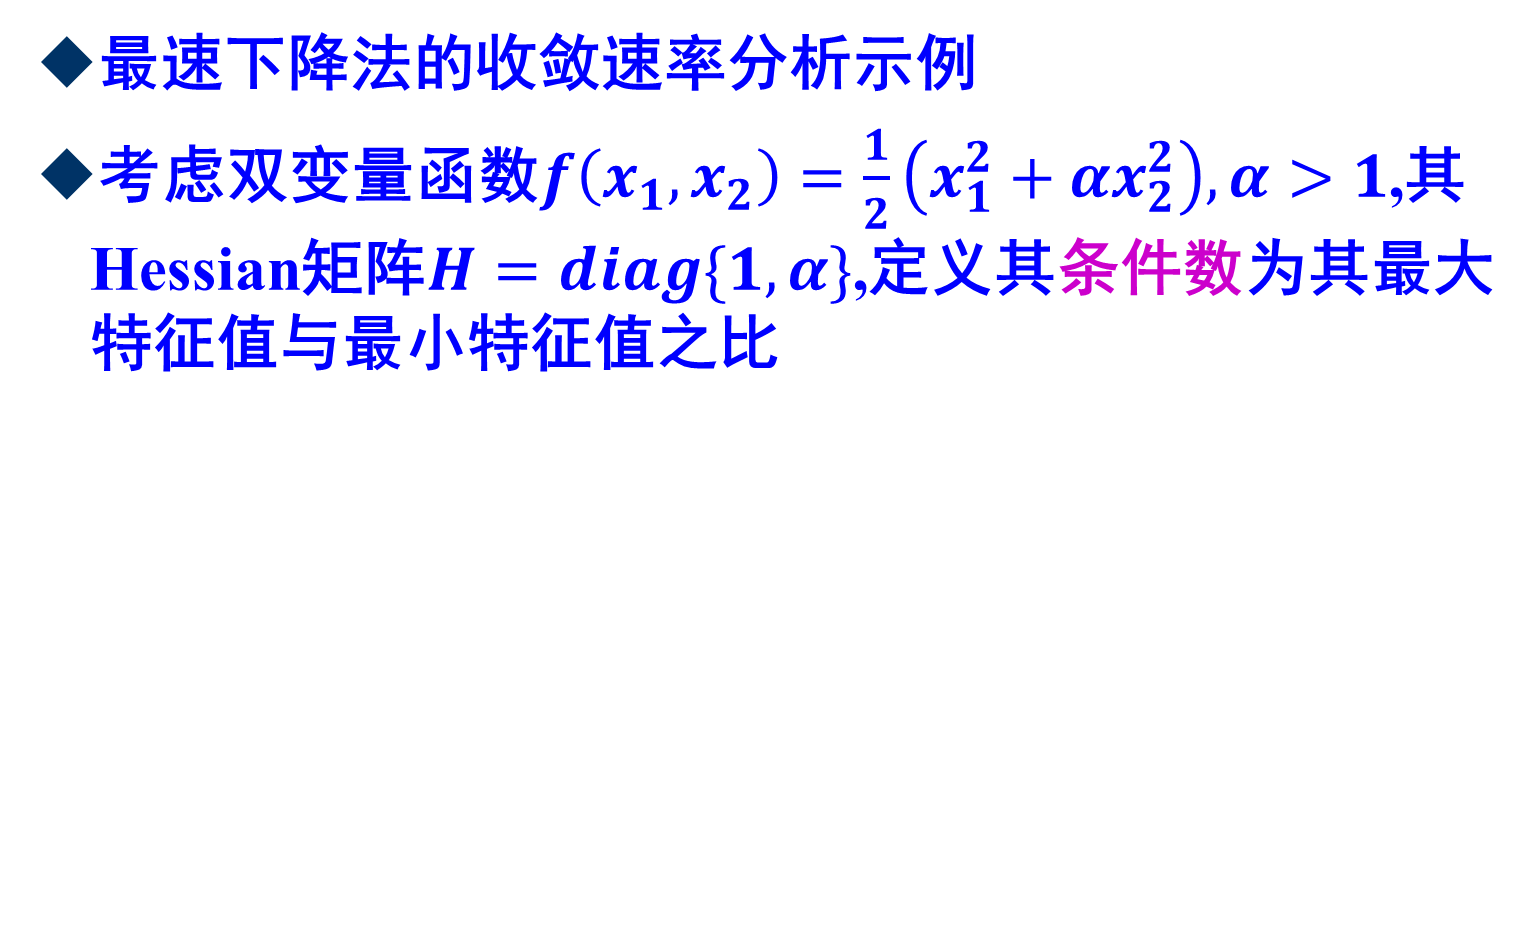 ◆最速下降法的收敛速率分析示例
◆考虑双变量函数𝒇(𝒙₁, 𝒙₂) = ½(𝒙₁² + 𝜶𝒙₂²), 𝜶 > 𝟏,其
Hessian矩阵𝑯 = 𝒅𝒊𝒂𝒈{𝟏, 𝜶},定义其条件数为其最大
特征值与最小特征值之比